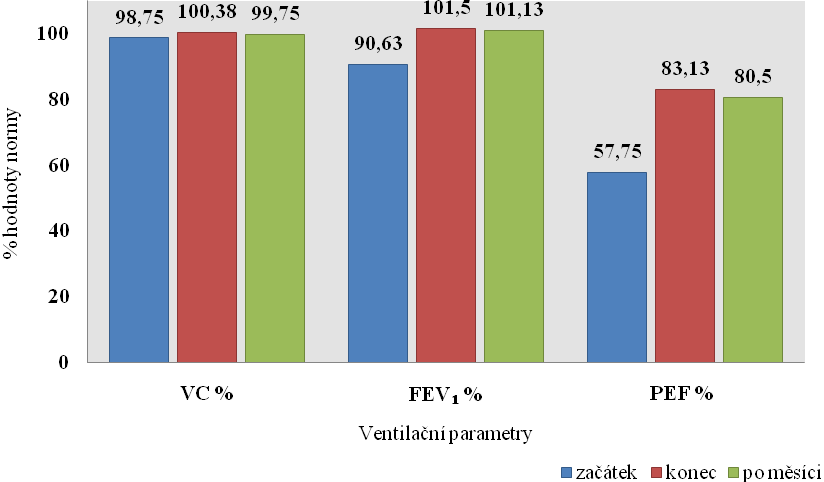 98,75 100,38 99,75 90,63 101,5 101,13 57,75 83,13 80,5
100
80
60
40
20
0
% hodnoty normy
VC % FEV₁ % PEF %
Ventilační parametry
začátek konec po měsíci